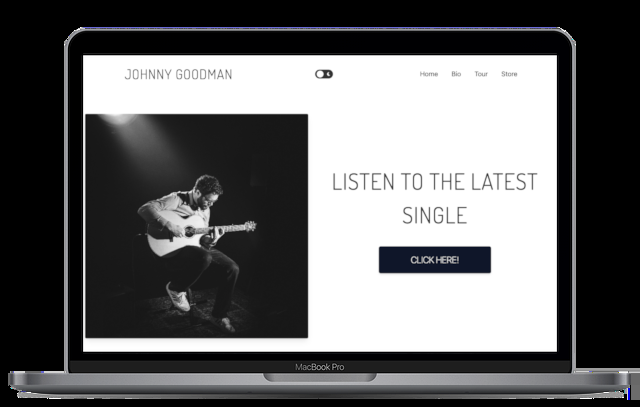 JOHNNY GOODMAN
Home Bio Tour Store
LISTEN TO THE LATEST
SINGLE
CLICK HERE!
MacBook Pro